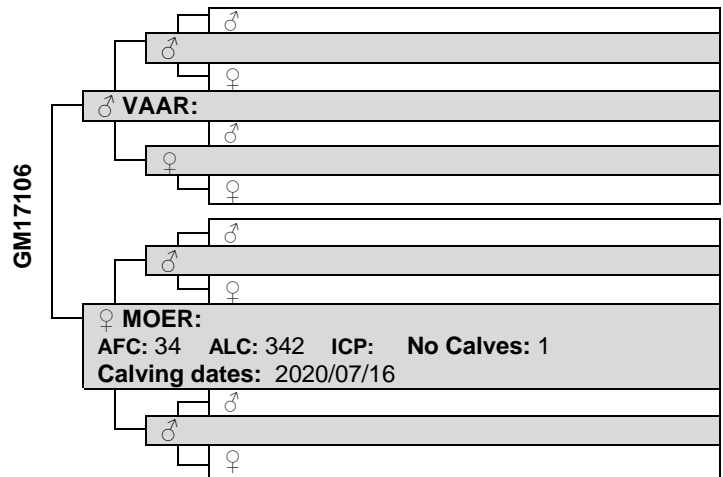 ♂
♂
♀
♂ VAAR:
♂
♀
♀
GM17106
♂
♂
♀
♀ MOER:
AFC: 34 ALC: 342 ICP: No Calves: 1
Calving dates: 2020/07/16
♂
♂
♀